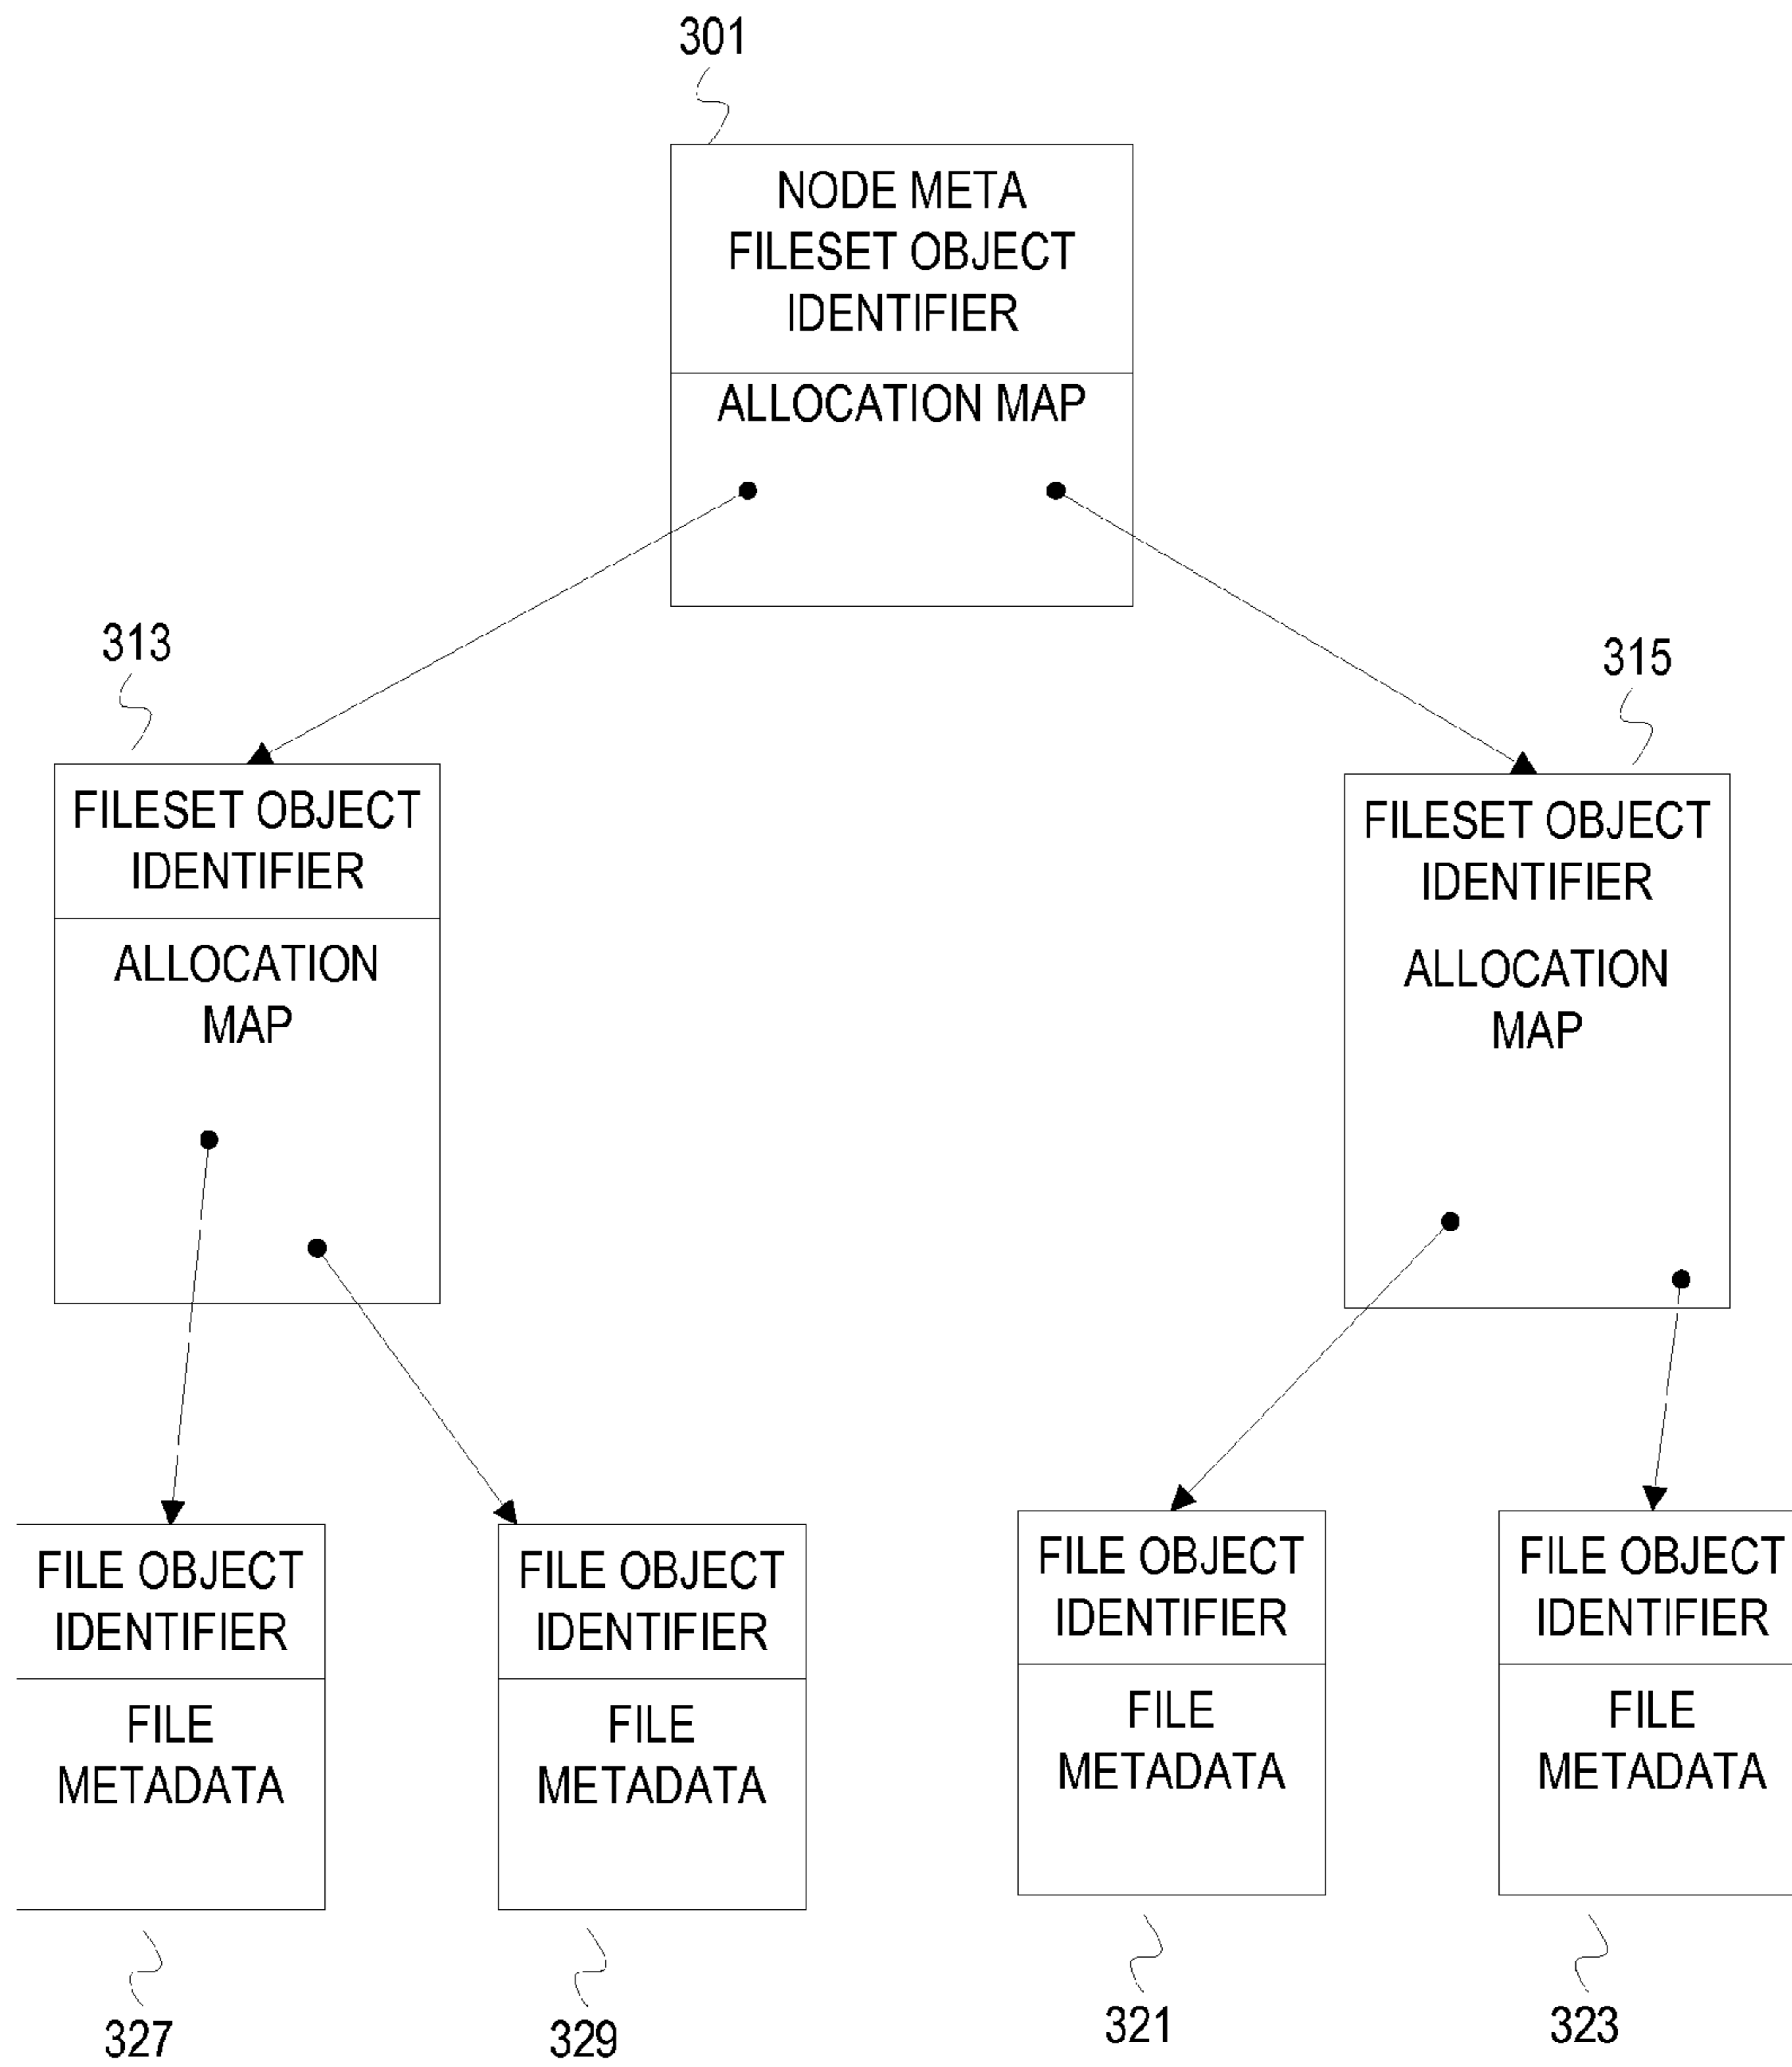 301
NODE META
FILESET OBJECT
IDENTIFIER
ALLOCATION MAP
313
315
FILESET OBJECT
IDENTIFIER
ALLOCATION
MAP
FILESET OBJECT
IDENTIFIER
ALLOCATION
MAP
FILE OBJECT
IDENTIFIER
FILE
METADATA
FILE OBJECT
IDENTIFIER
FILE
METADATA
FILE OBJECT
IDENTIFIER
FILE
METADATA
FILE OBJECT
IDENTIFIER
FILE
METADATA
327
329
321
323